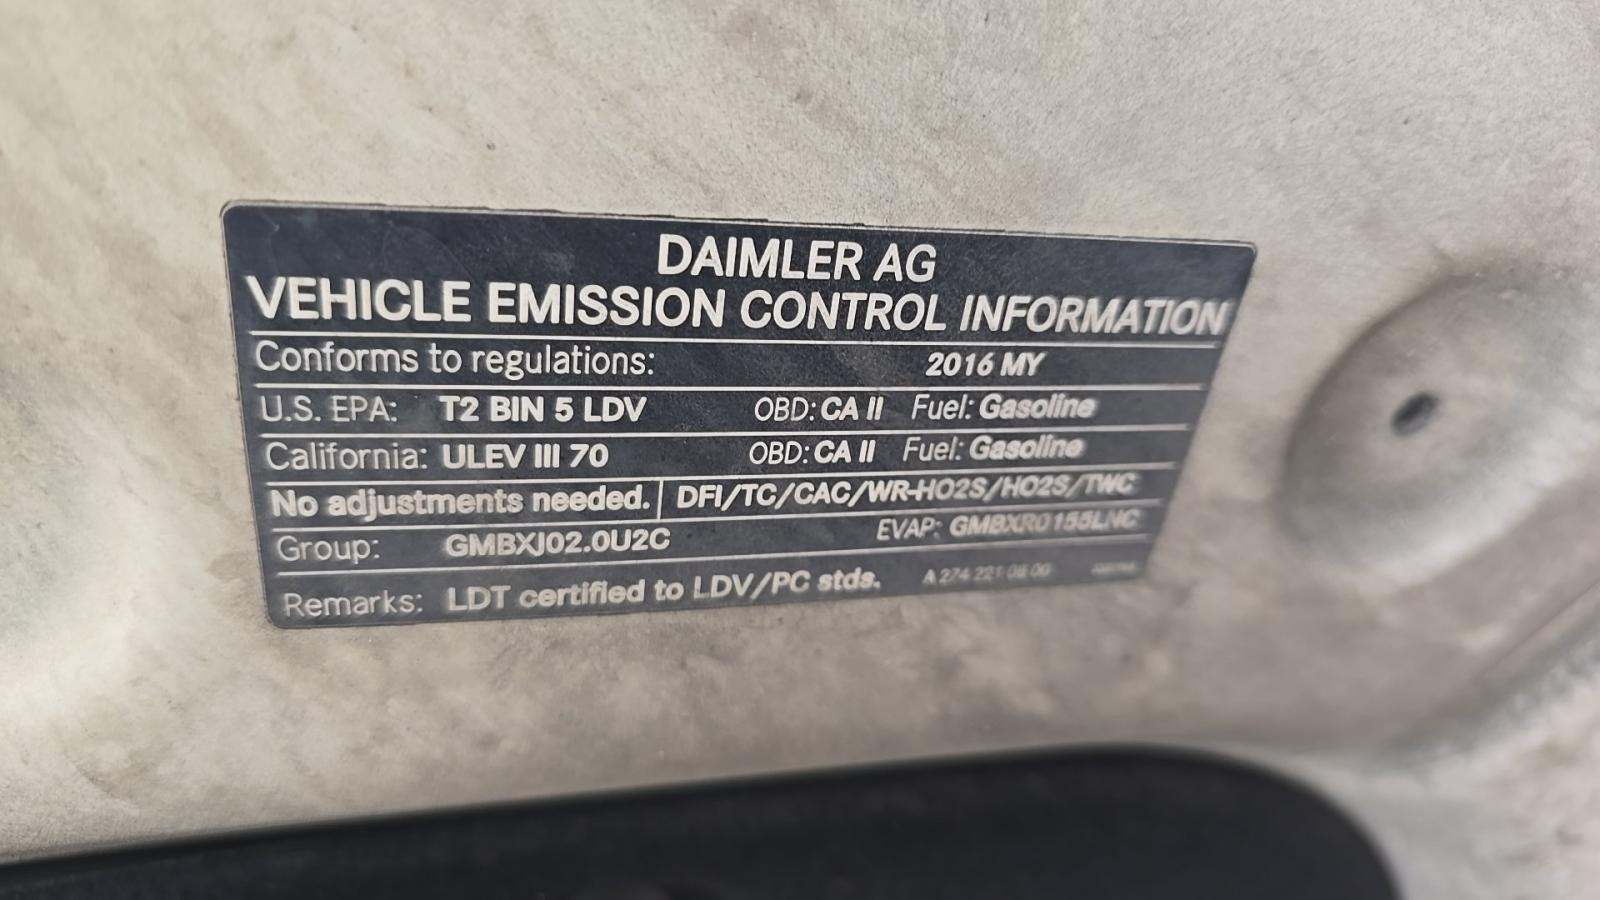 DAIMLER AG
VEHICLE EMISSION CONTROL INFORMATION
Conforms to regulations: 2016 MY
U.S. EPA: T2 BIN 5 LDV OBD: CA II Fuel: Gasoline
California: ULEV III 70 OBD: CA II Fuel: Gasoline
No adjustments needed. DFI/TC/CAC/WR-HO2S/HO2S/TWC
Group: GMBXJ02.0U2C EVAP: GMBXR0155LNC
Remarks: LDT certified to LDV/PC stds. A 274 221